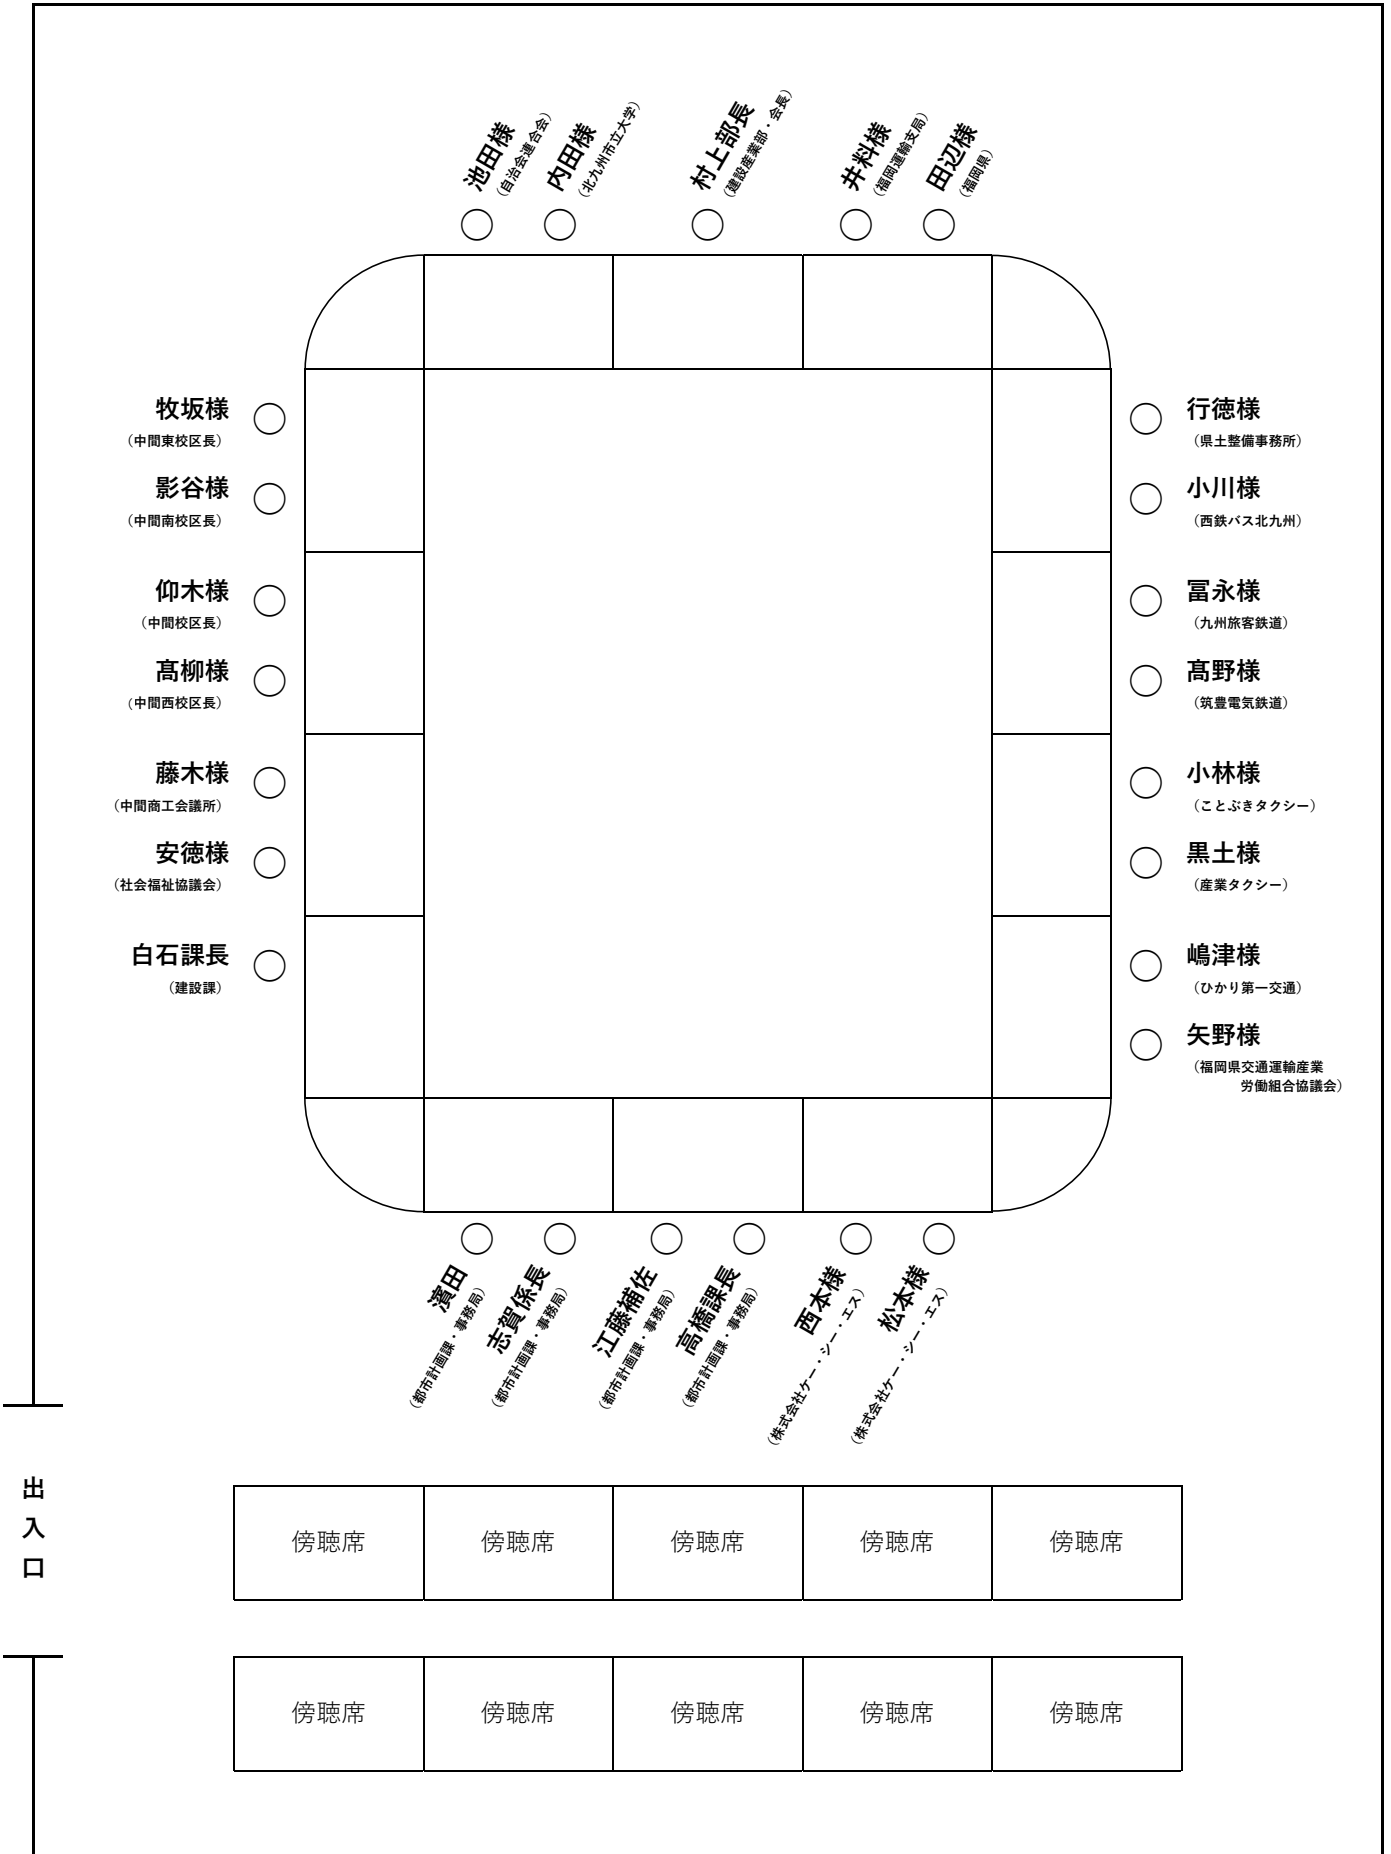 池田様
（自治会連合会）
内田様
（北九州市立大学）
村上部長
（建設産業部・会長）
井料様
（福岡運輸支局）
田辺様
（福岡県）
牧坂様
（中間東校区長）
影谷様
（中間南校区長）
仰木様
（中間校区長）
髙柳様
（中間西校区長）
藤木様
（中間商工会議所）
安徳様
（社会福祉協議会）
白石課長
（建設課）
行徳様
（県土整備事務所）
小川様
（西鉄バス北九州）
冨永様
（九州旅客鉄道）
髙野様
（筑豊電気鉄道）
小林様
（ことぶきタクシー）
黒土様
（産業タクシー）
嶋津様
（ひかり第一交通）
矢野様
（福岡県交通運輸産業
労働組合協議会）
濱田
（都市計画課・事務局）
志賀係長
（都市計画課・事務局）
江藤補佐
（都市計画課・事務局）
高橋課長
（都市計画課・事務局）
西本様
（株式会社ケー・シー・エス）
松本様
（株式会社ケー・シー・エス）
出入口
傍聴席 傍聴席 傍聴席 傍聴席 傍聴席
傍聴席 傍聴席 傍聴席 傍聴席 傍聴席